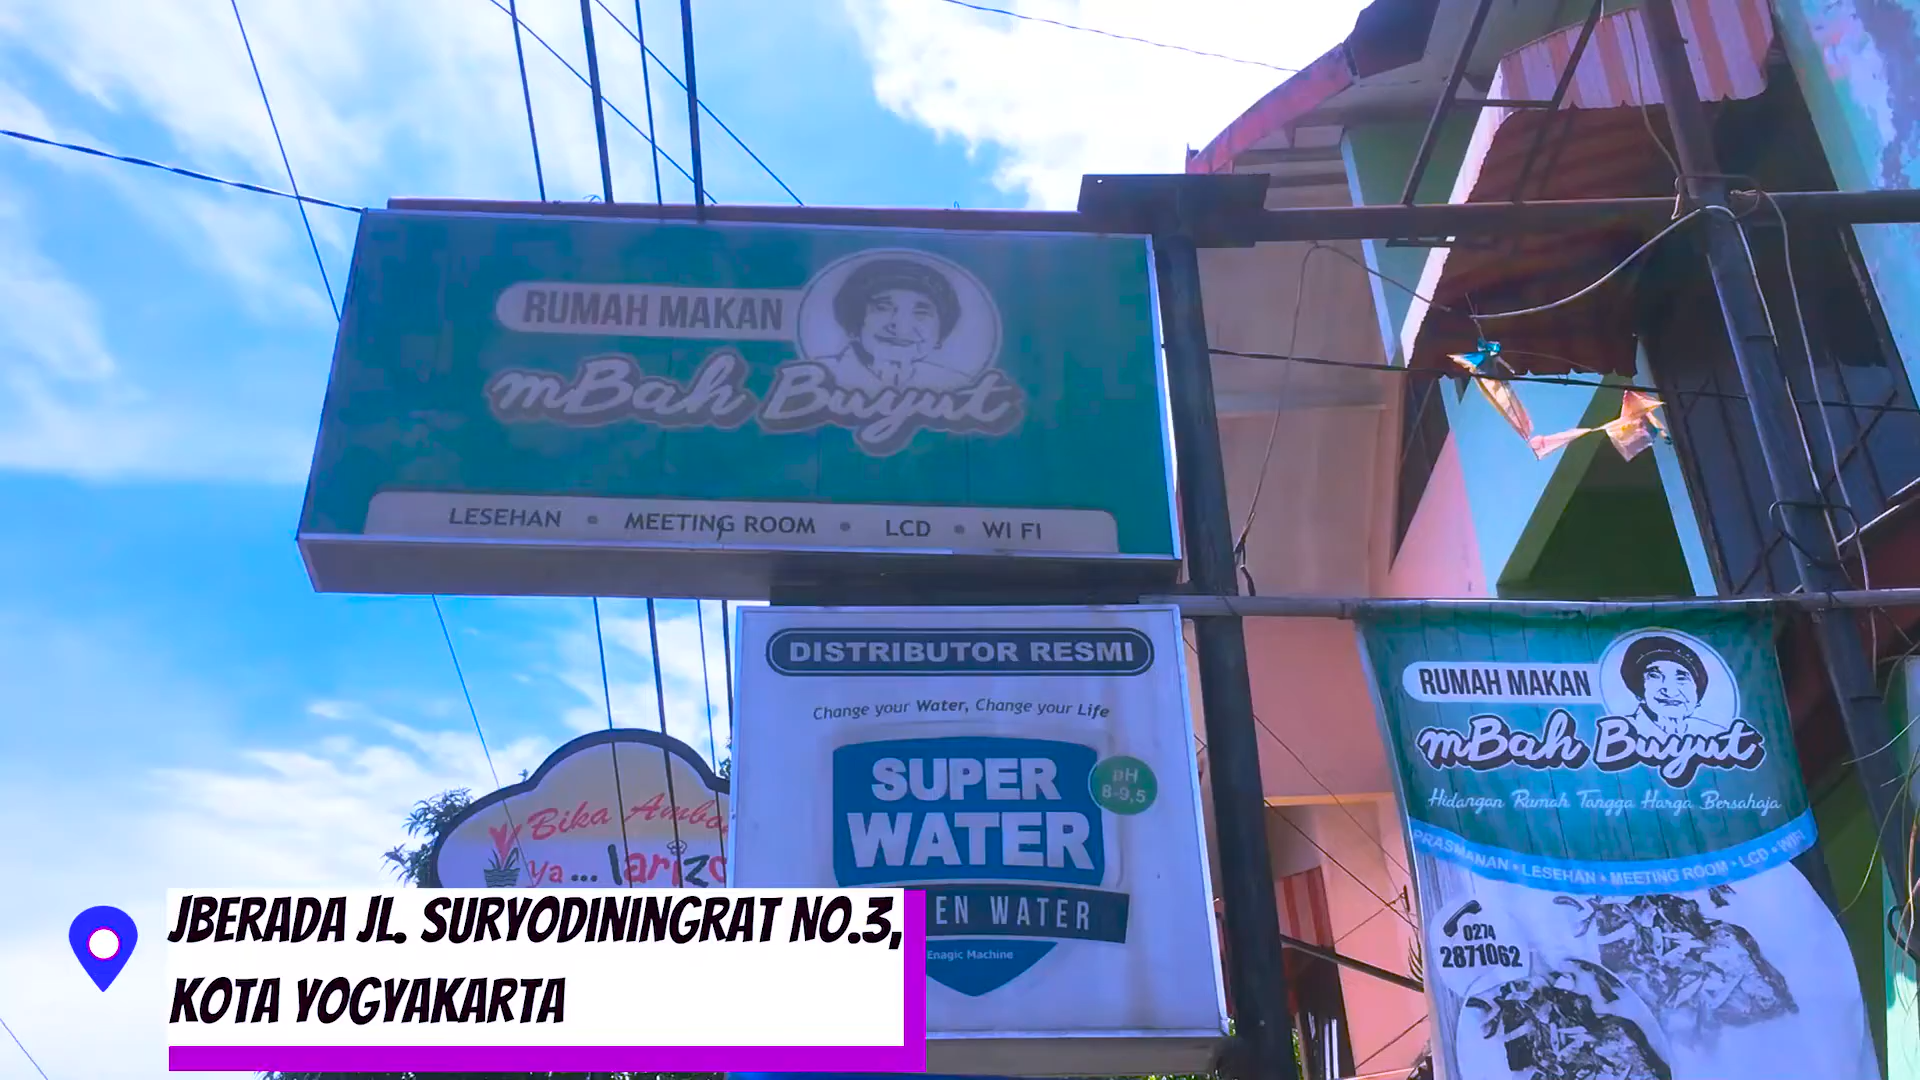 RUMAH MAKAN
mBah Buyut
LESEHAN • MEETING ROOM • LCD • WI FI
DISTRIBUTOR RESMI
Change your Water, Change your Life
SUPER
WATER
pH
8-9,5
EN WATER
Enagic Machine
Bika Ambo
Ya... larizo
RUMAH MAKAN
mBah Buyut
Hidangan Rumah Tangga Harga Bersahaja
PRASMANAN • LESEHAN • MEETING ROOM • LCD • WIFI
0274
2871062
JBERADA JL. SURYODININGRAT NO.3,
KOTA YOGYAKARTA